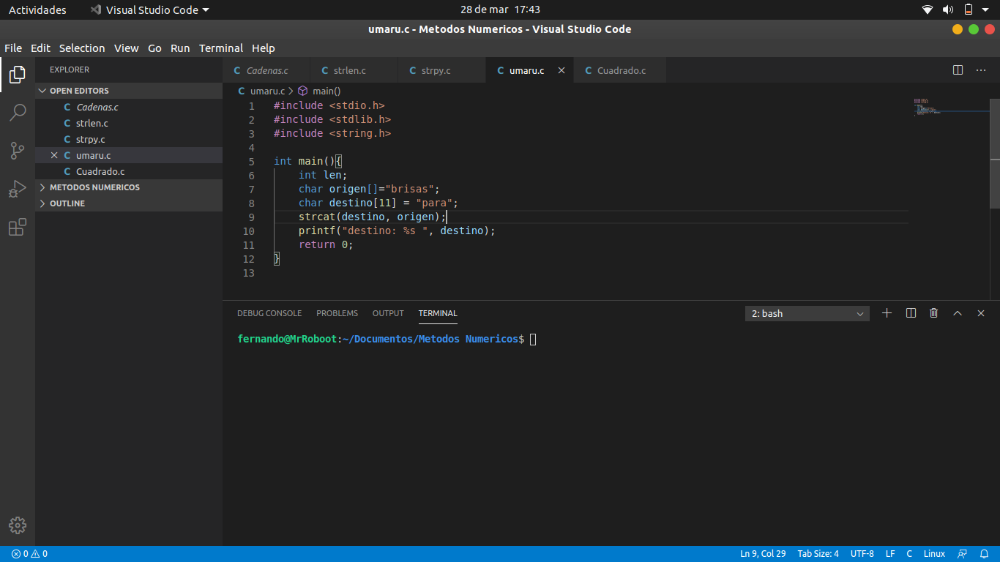 Actividades Visual Studio Code 28 de mar 17:43
umaru.c - Metodos Numericos - Visual Studio Code
File Edit Selection View Go Run Terminal Help
EXPLORER
OPEN EDITORS
Cadenas.c
strlen.c
strpy.c
umaru.c
Cuadrado.c
METODOS NUMERICOS
OUTLINE
Cadenas.c strlen.c strpy.c umaru.c Cuadrado.c
C umaru.c > main()
1 #include <stdio.h>
2 #include <stdlib.h>
3 #include <string.h>
4
5 int main(){
6 int len;
7 char origen[]="brisas";
8 char destino[11] = "para";
9 strcat(destino, origen);
10 printf("destino: %s ", destino);
11 return 0;
12 }
13
DEBUG CONSOLE PROBLEMS OUTPUT TERMINAL 2: bash
fernando@MrRoboot:~/Documentos/Metodos Numericos$
0 0 Ln 9, Col 29 Tab Size: 4 UTF-8 LF C Linux